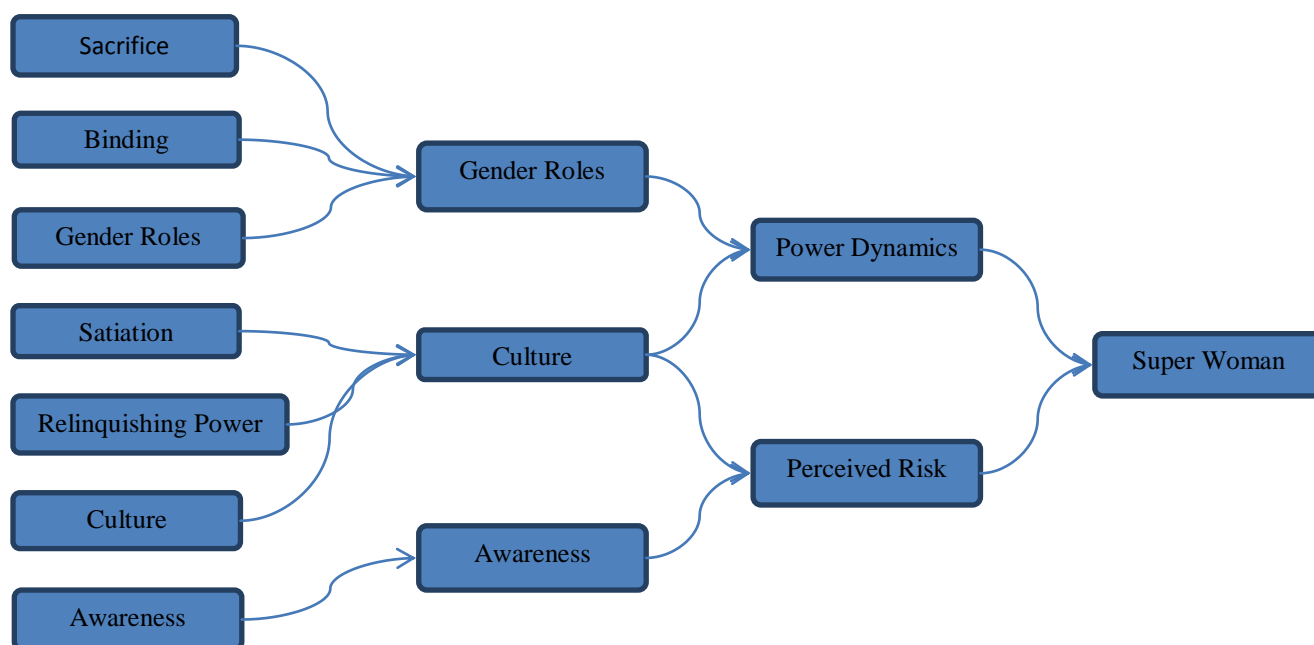 Sacrifice
Binding
Gender Roles
Satiation
Relinquishing Power
Culture
Awareness
Gender Roles
Culture
Awareness
Power Dynamics
Perceived Risk
Super Woman